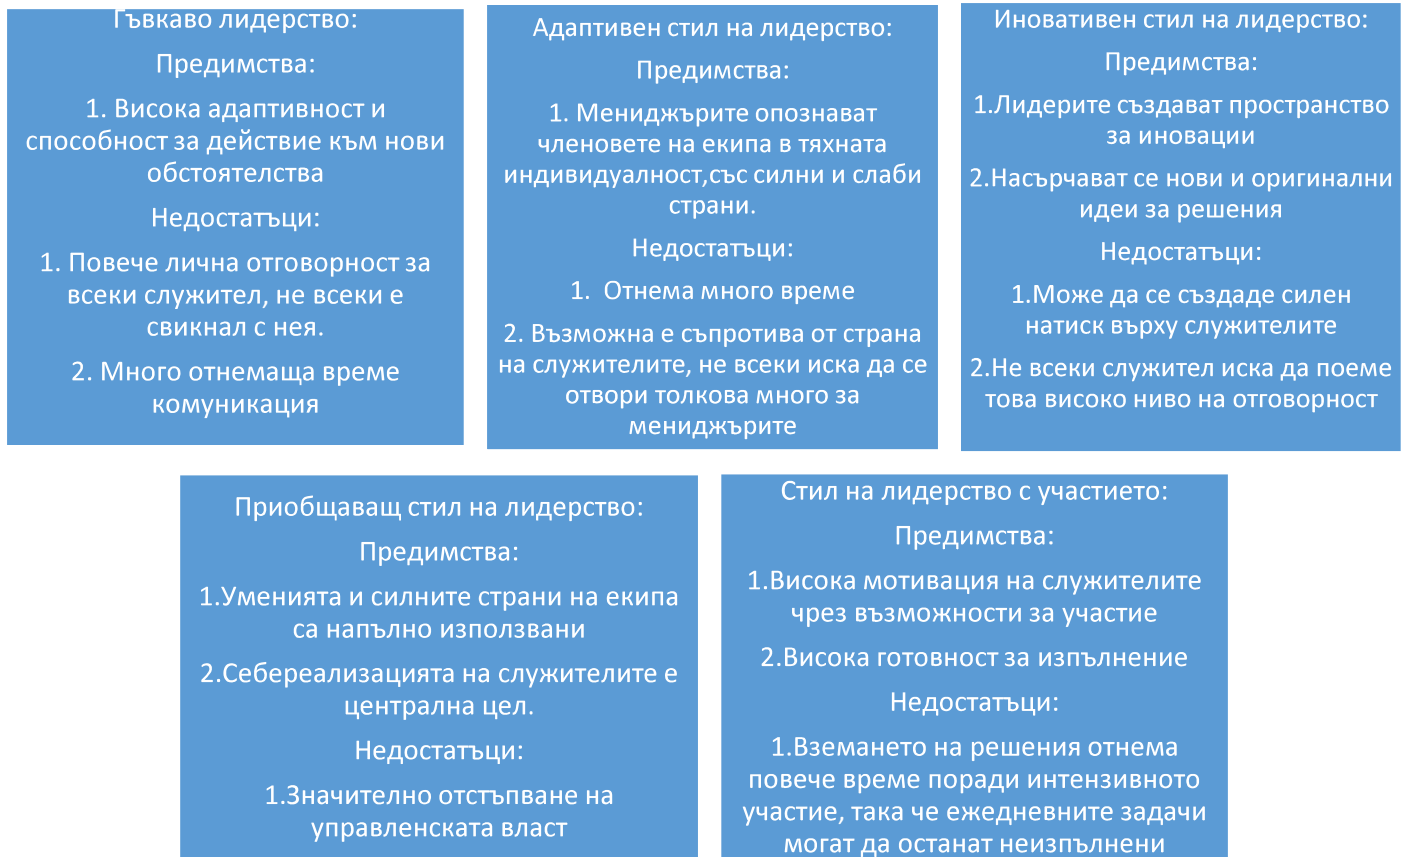 Гъвкаво лидерство:
Предимства:
1. Висока адаптивност и
способност за действие към нови
обстоятелства
Недостатъци:
1. Повече лична отговорност за
всеки служител, не всеки е
свикнал с нея.
2. Много отнемаща време
комуникация
Адаптивен стил на лидерство:
Предимства:
1. Мениджърите опознават
членовете на екипа в тяхната
индивидуалност,със силни и слаби
страни.
Недостатъци:
1. Отнема много време
2. Възможна е съпротива от страна
на служителите, не всеки иска да се
отвори толкова много за
мениджърите
Иновативен стил на лидерство:
Предимства:
1.Лидерите създават пространство
за иновации
2.Насърчават се нови и оригинални
идеи за решения
Недостатъци:
1.Може да се създаде силен
натиск върху служителите
2.Не всеки служител иска да поеме
това високо ниво на отговорност
Приобщаващ стил на лидерство:
Предимства:
1.Уменията и силните страни на екипа
са напълно използвани
2.Себереализацията на служителите е
централна цел.
Недостатъци:
1.Значително отстъпване на
управленската власт
Стил на лидерство с участието:
Предимства:
1.Висока мотивация на служителите
чрез възможности за участие
2.Висока готовност за изпълнение
Недостатъци:
1.Вземането на решения отнема
повече време поради интензивното
участие, така че ежедневните задачи
могат да останат неизпълнени